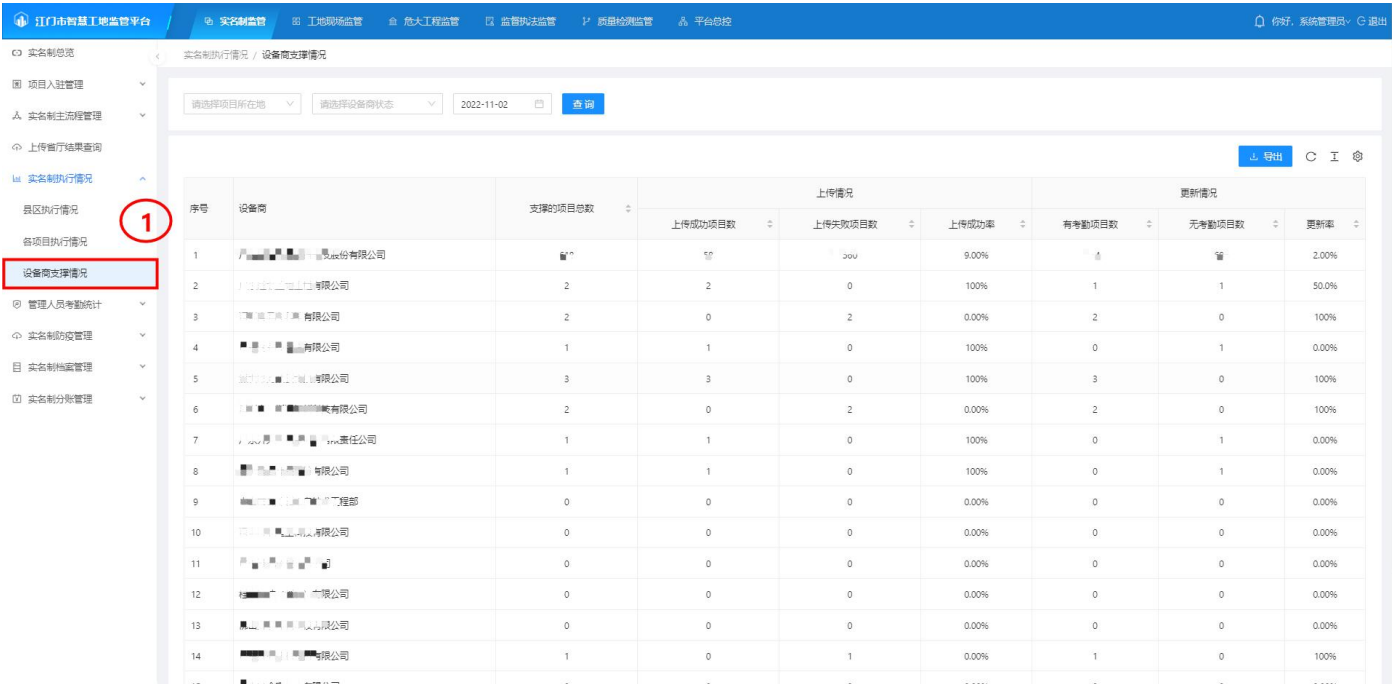 江门市智慧工地监管平台 实名制监管 工地现场监管 危大工程监管 监督执法监管 质量检测监管 平台总控 你好, 系统管理员 退出
实名制总览
项目入驻管理
实名制主流程管理
上传省厅结果查询
实名制执行情况
县区执行情况
各项目执行情况
设备商支撑情况
管理人员考勤统计
实名制防疫管理
实名制档案管理
实名制分账管理
1
实名制执行情况 / 设备商支撑情况
请选择项目所在地 请选择设备商状态 2022-11-02 查询
导出
序号 设备商 支撑的项目总数 上传情况 更新情况
上传成功项目数 上传失败项目数 上传成功率 有考勤项目数 无考勤项目数 更新率
1 股份有限公司 9.00% 2.00%
2 有限公司 2 2 0 100% 1 1 50.0%
3 有限公司 2 0 2 0.00% 2 0 100%
4 有限公司 1 1 0 100% 0 1 0.00%
5 有限公司 3 3 0 100% 3 0 100%
6 有限公司 2 0 2 0.00% 2 0 100%
7 责任公司 1 1 0 100% 0 1 0.00%
8 有限公司 1 1 0 100% 0 1 0.00%
9 工程部 0 0 0 0.00% 0 0 0.00%
10 有限公司 0 0 0 0.00% 0 0 0.00%
11 0 0 0 0.00% 0 0 0.00%
12 限公司 0 0 0 0.00% 0 0 0.00%
13 限公司 0 0 0 0.00% 0 0 0.00%
14 有限公司 1 0 1 0.00% 1 0 100%